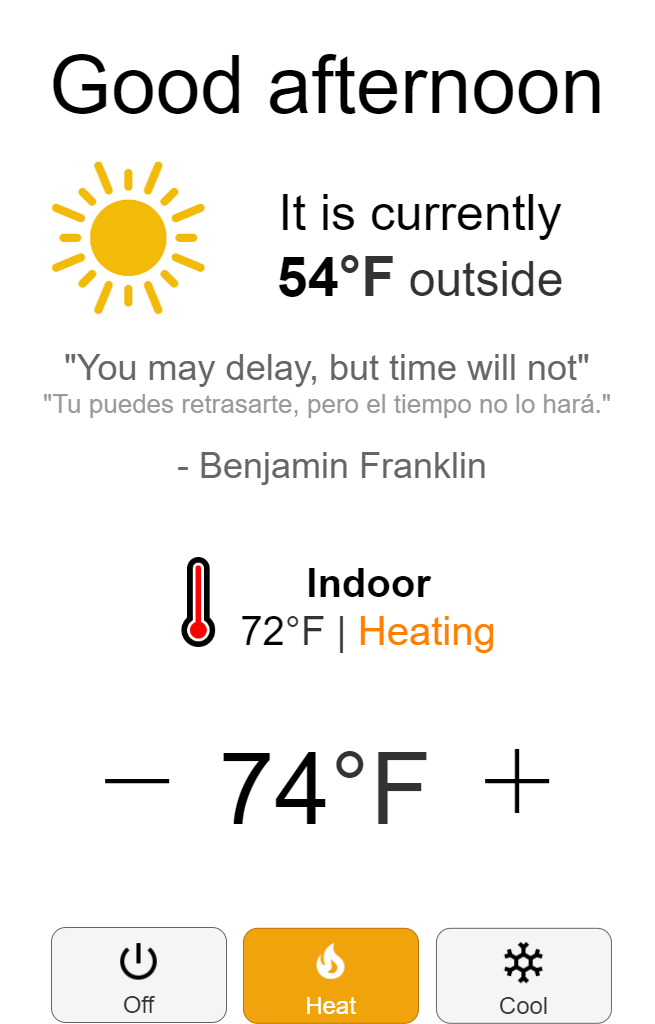 Good afternoon
It is currently
54°F outside
"You may delay, but time will not"
"Tu puedes retrasarte, pero el tiempo no lo hará."
- Benjamin Franklin
Indoor
72°F | Heating
— 74°F +
Off
Heat
Cool